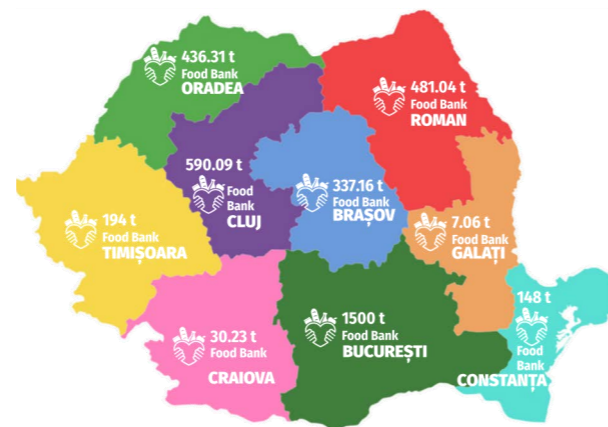 436.31 t
Food Bank
ORADEA
481.04 t
Food Bank
ROMAN
590.09 t
Food
Bank
CLUJ
337.16 t
Food Bank
BRAȘOV
194 t
Food Bank
TIMIȘOARA
7.06 t
Food Bank
GALAȚI
30.23 t
Food Bank
CRAIOVA
1500 t
Food Bank
BUCUREȘTI
148 t
Food
Bank
CONSTANȚA